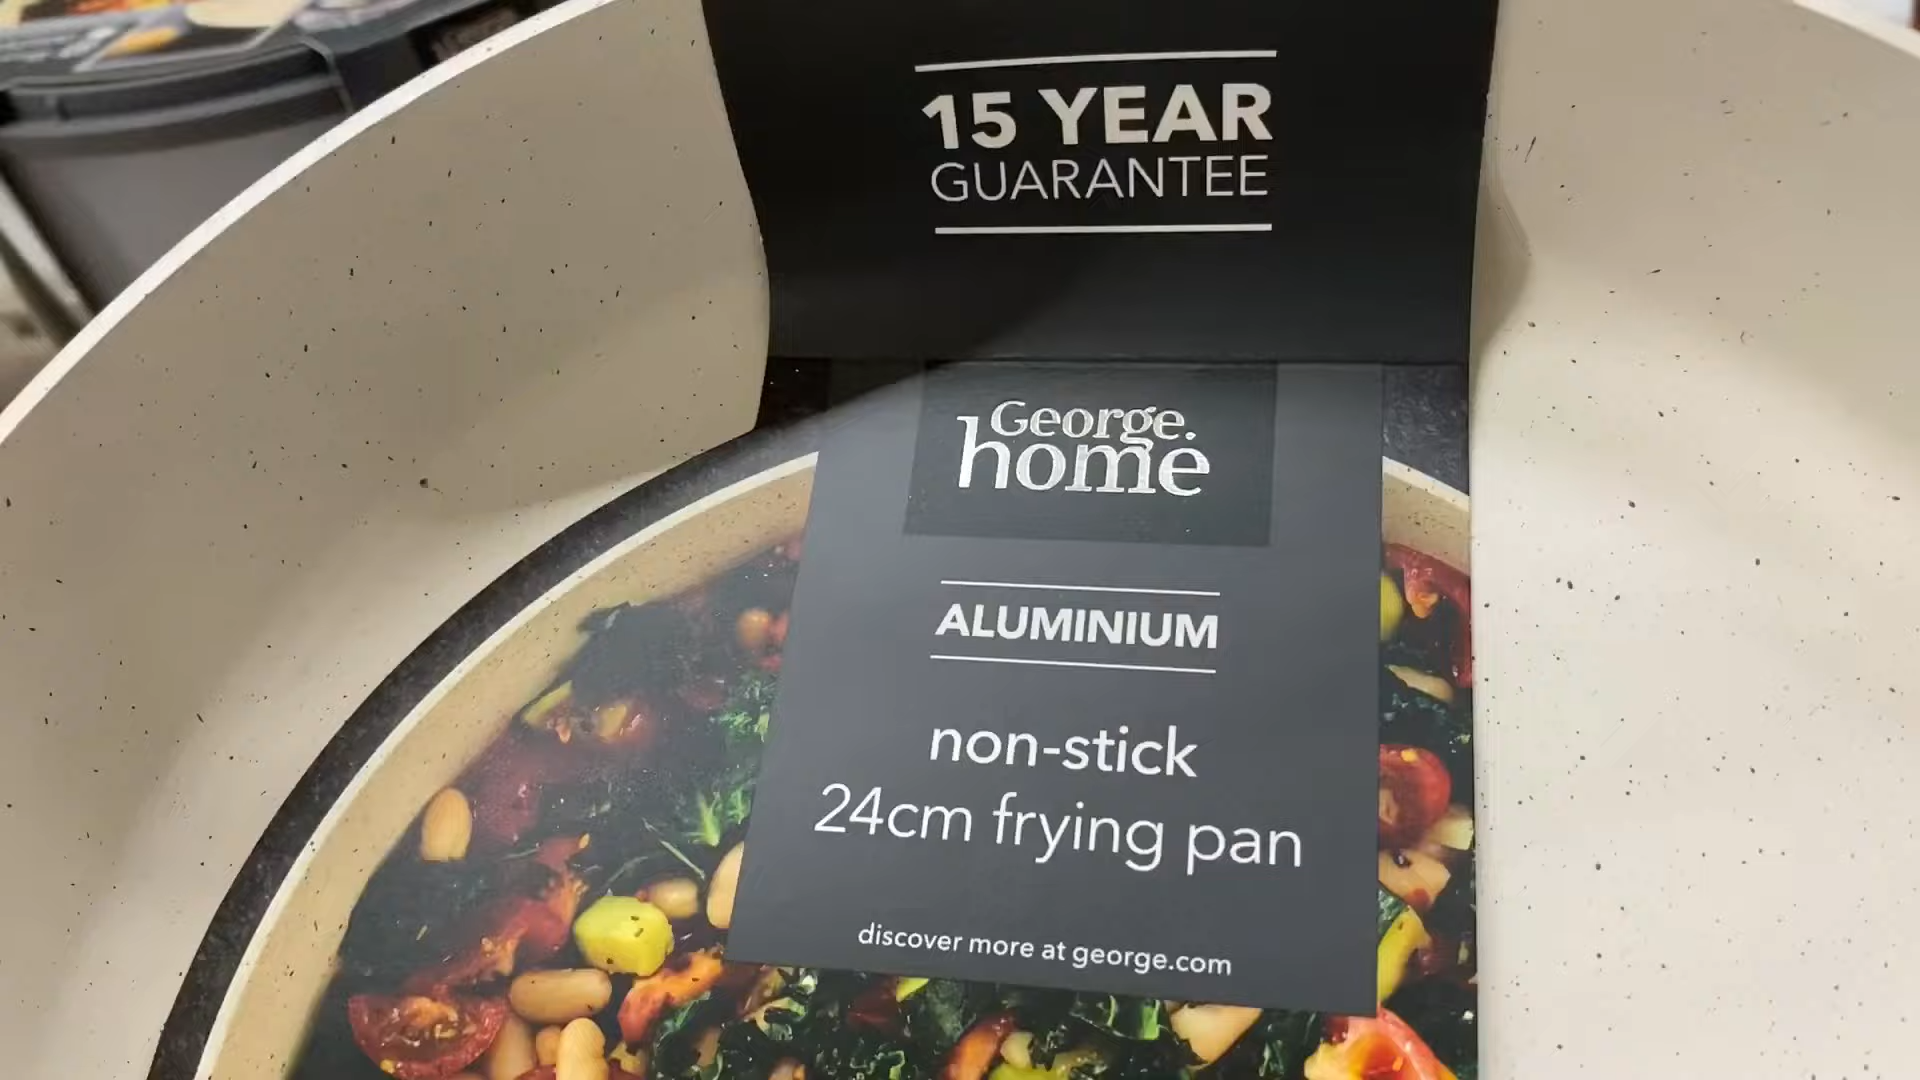 15 YEAR
GUARANTEE
George.
home
ALUMINIUM
non-stick
24cm frying pan
discover more at george.com